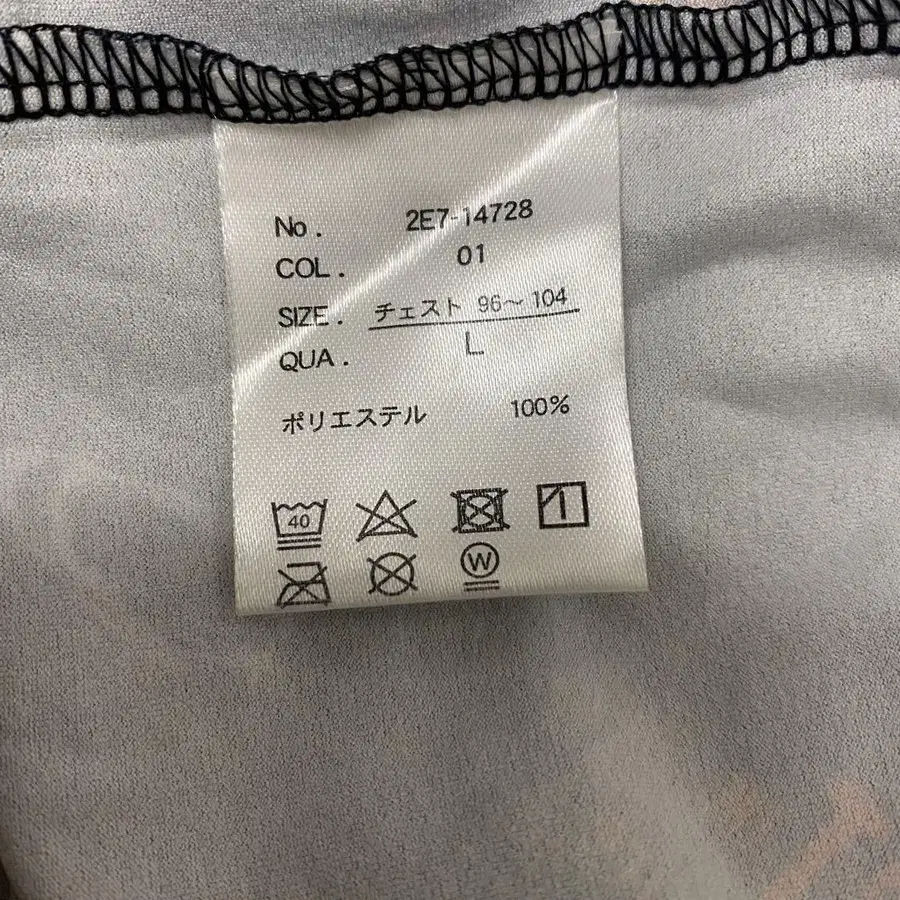 No. 2E7-14728
COL. 01
SIZE. チェスト 96〜104
QUA. L
ポリエステル 100%
40
W